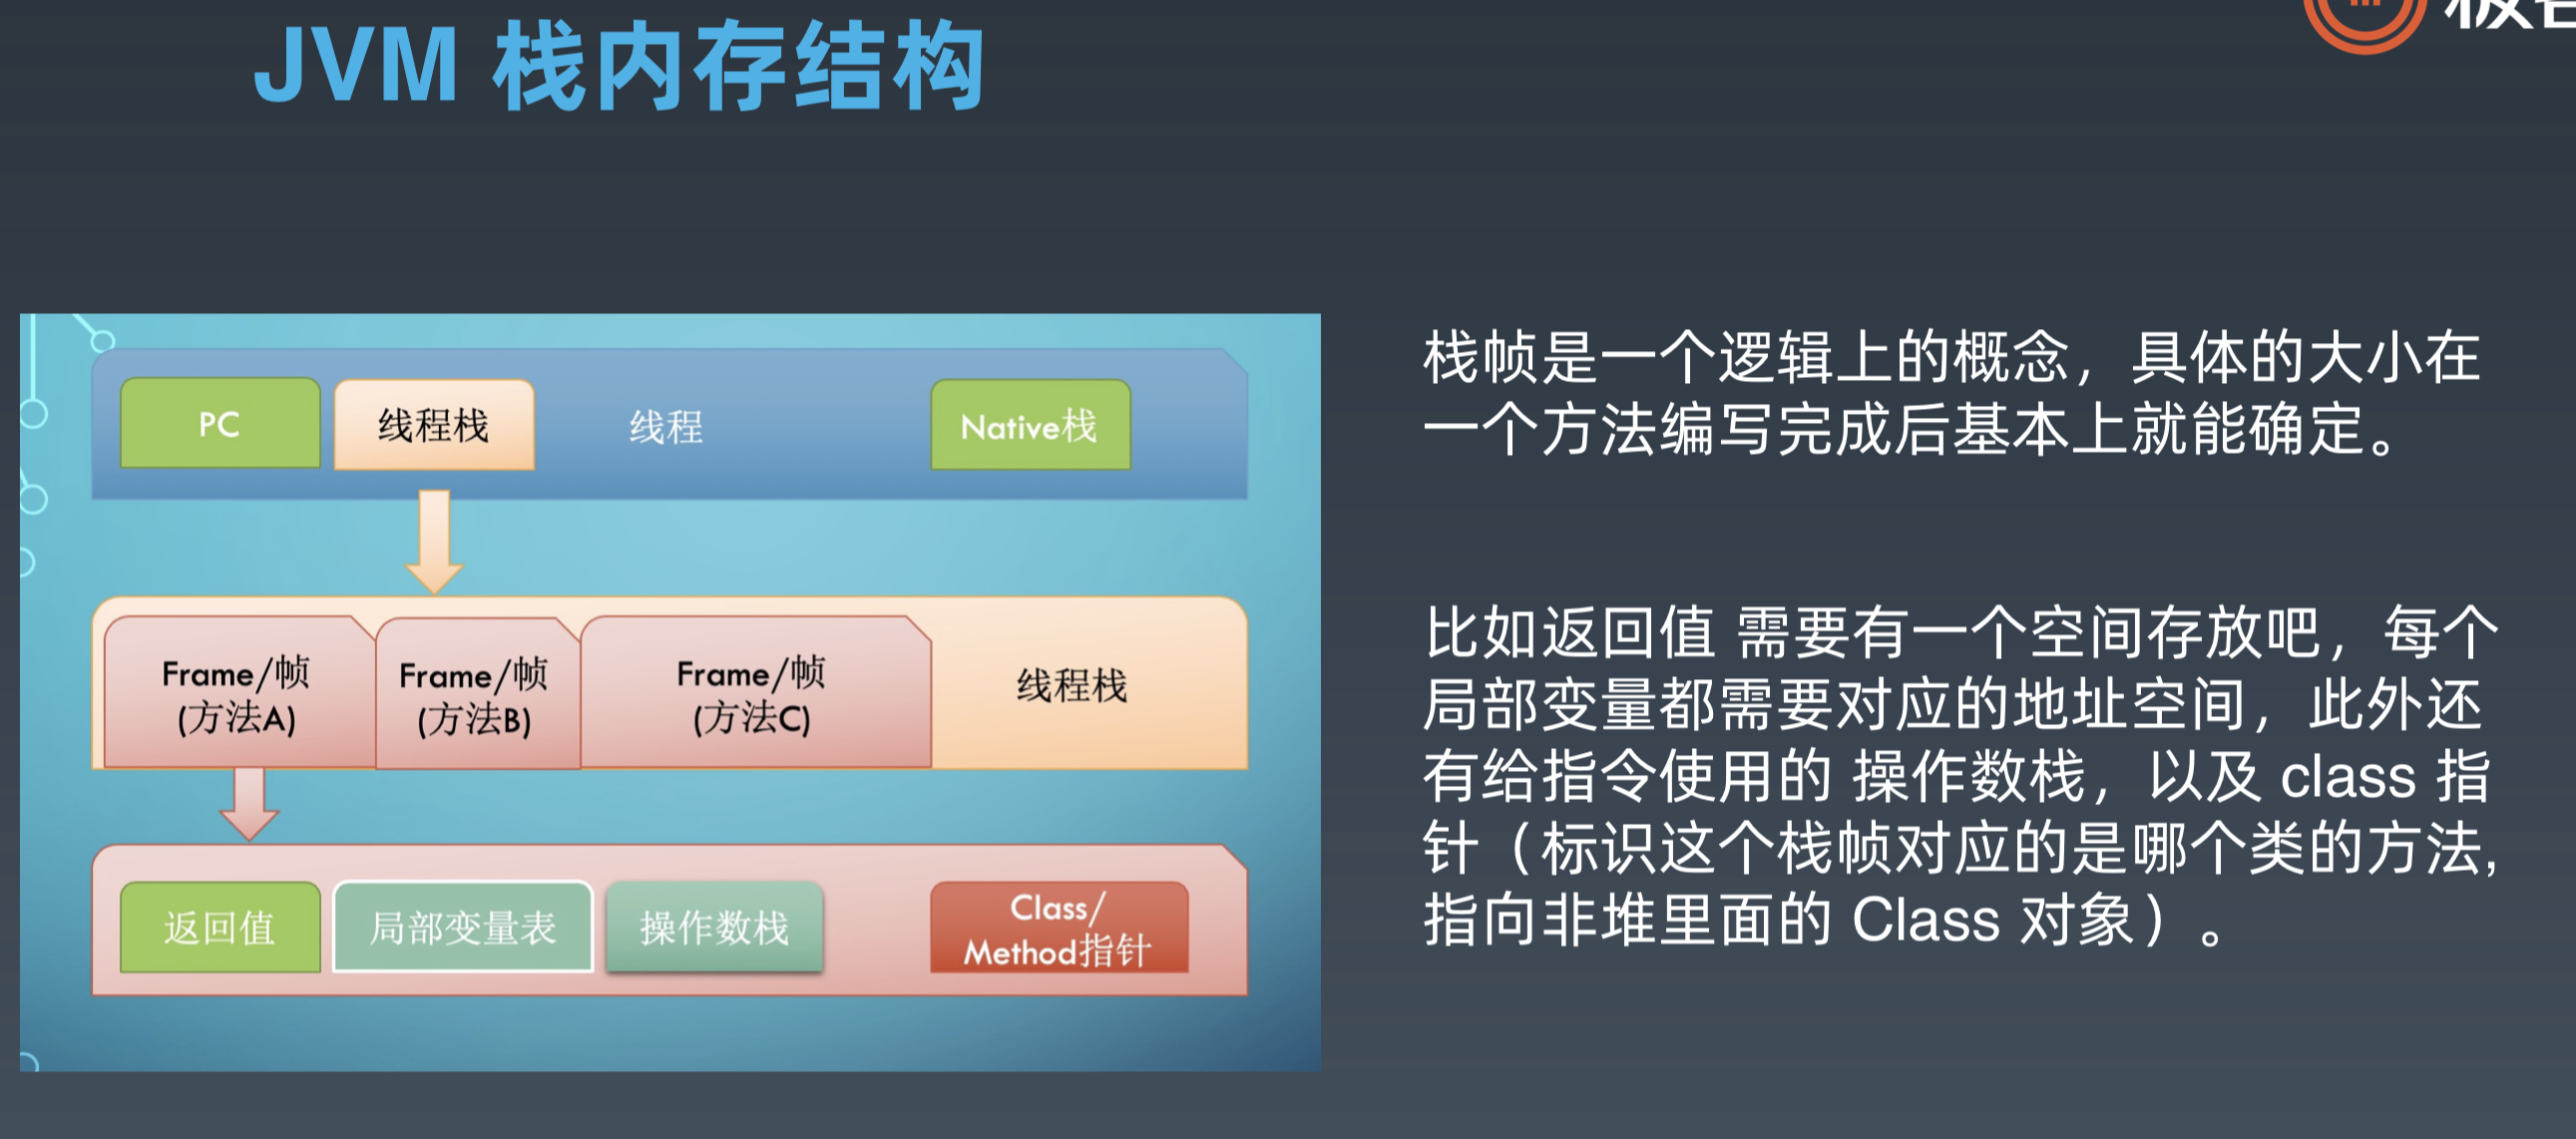 JVM 栈内存结构
PC
线程栈
线程
Native栈
Frame/帧
(方法A)
Frame/帧
(方法B)
Frame/帧
(方法C)
线程栈
返回值
局部变量表
操作数栈
Class/
Method指针
栈帧是一个逻辑上的概念，具体的大小在
一个方法编写完成后基本上就能确定。
比如返回值 需要有一个空间存放吧，每个
局部变量都需要对应的地址空间，此外还
有给指令使用的 操作数栈，以及 class 指
针（标识这个栈帧对应的是哪个类的方法,
指向非堆里面的 Class 对象）。